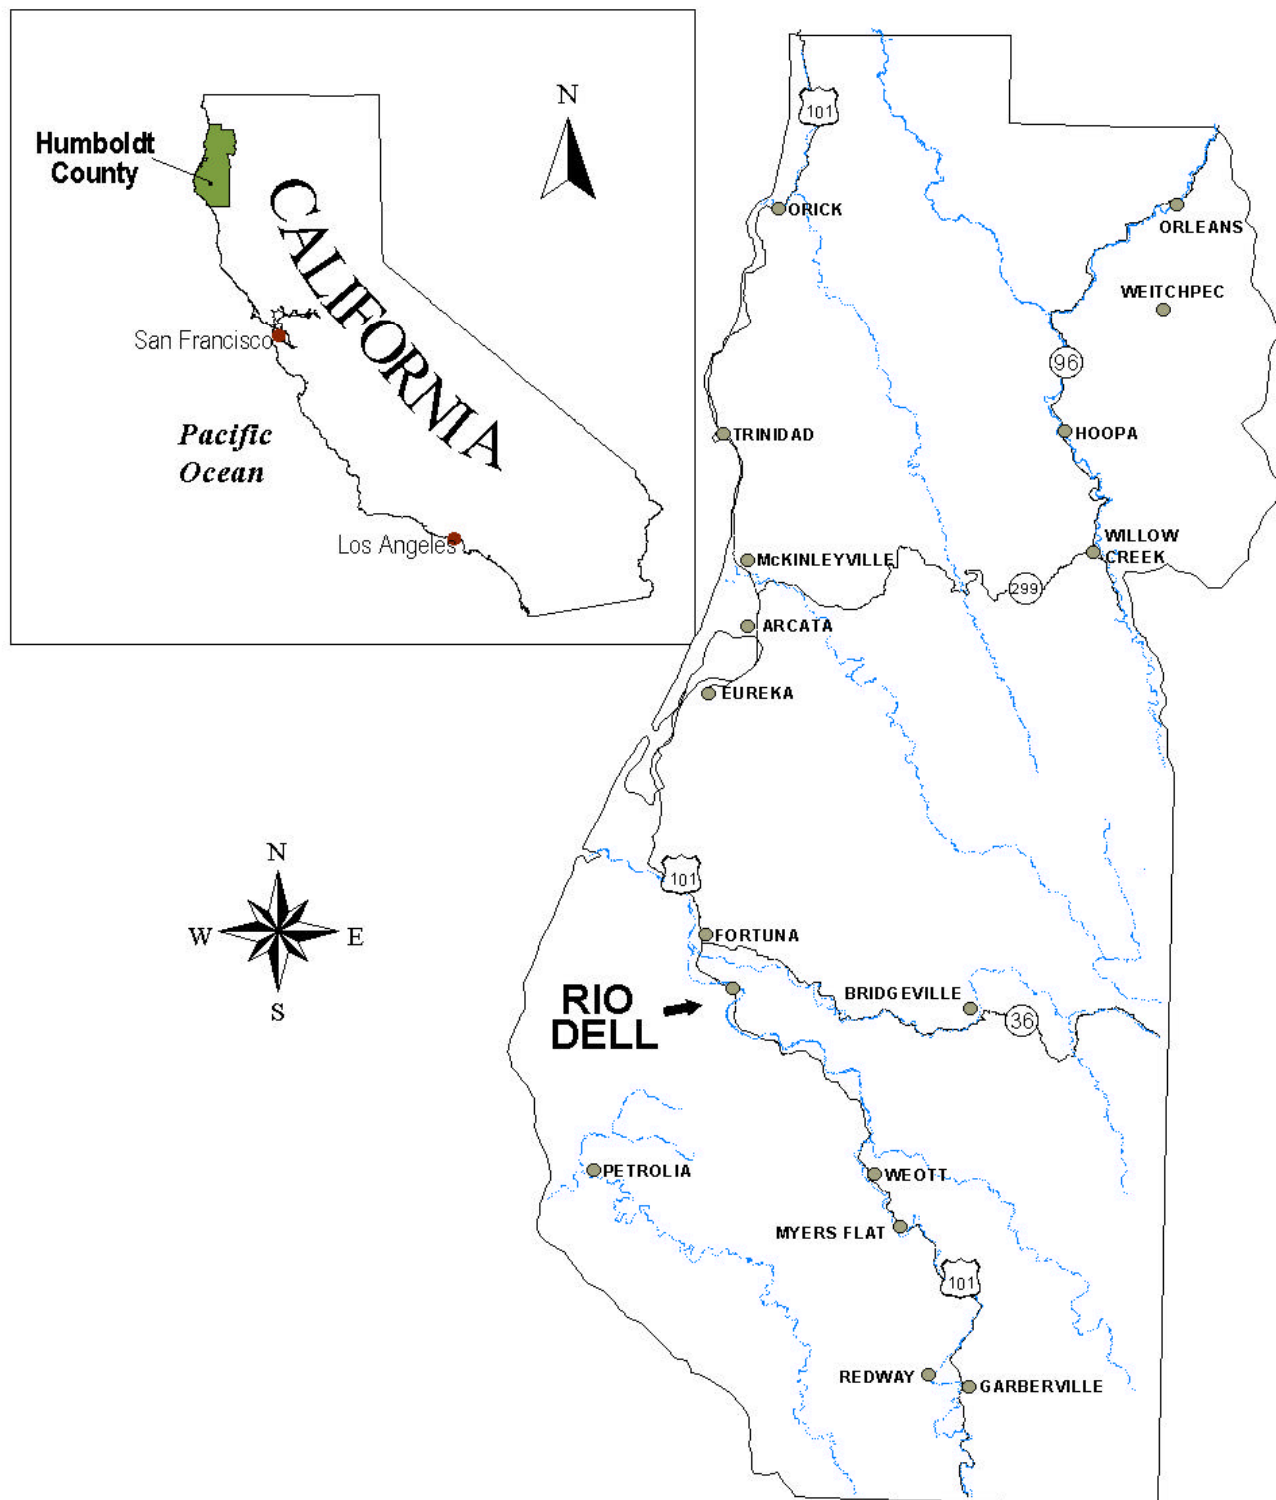 Humboldt
County
N
CALIFORNIA
San Francisco
Pacific
Ocean
Los Angeles
101
ORICK
ORLEANS
WEITCHPEC
96
TRINIDAD
HOOPA
WILLOW
CREEK
McKINLEYVILLE
299
ARCATA
EUREKA
N
W
E
S
101
FORTUNA
BRIDGEVILLE
RIO
DELL
36
PETROLIA
WEOTT
MYERS FLAT
101
REDWAY
GARBERVILLE